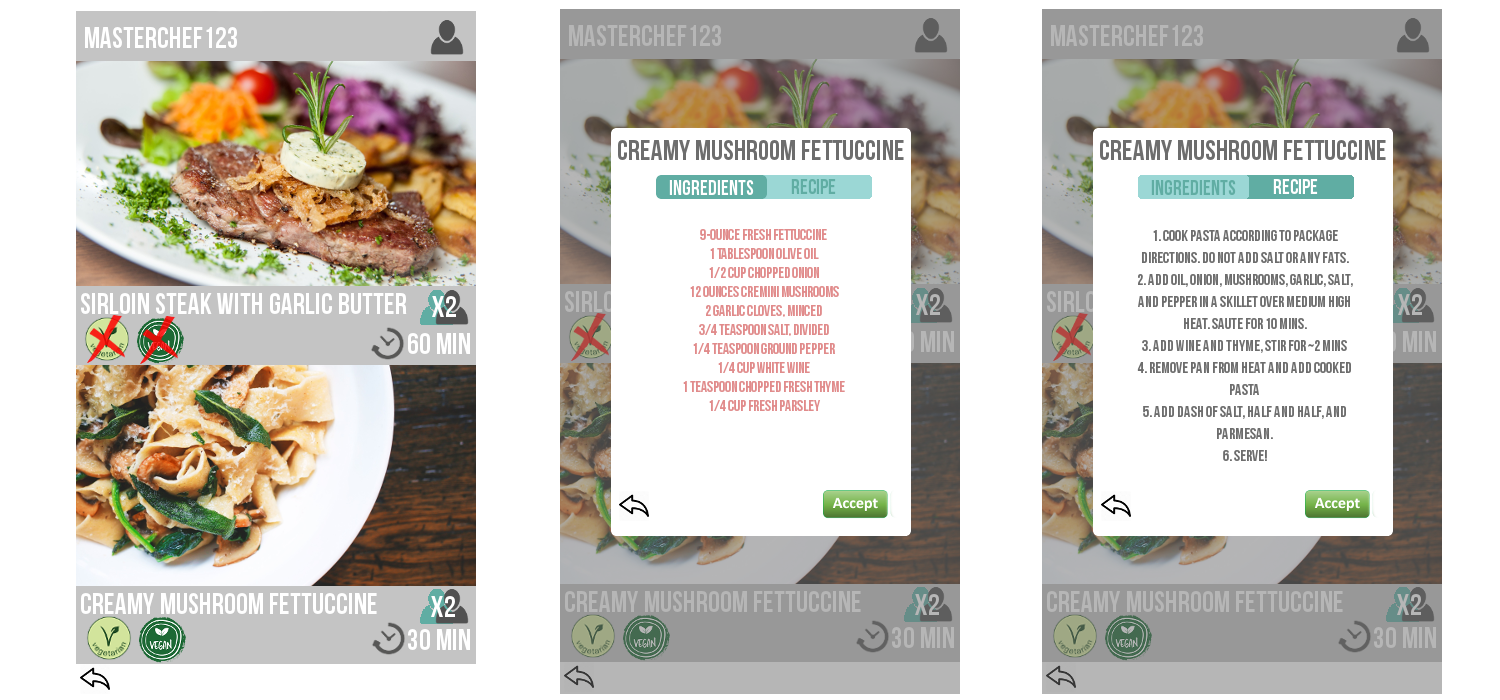 MASTERCHEF123
SIRLOIN STEAK WITH GARLIC BUTTER
X2
vegetarian
60 MIN
CREAMY MUSHROOM FETTUCCINE
X2
vegetarian
VEGAN
30 MIN
MASTERCHEF123
CREAMY MUSHROOM FETTUCCINE
INGREDIENTS RECIPE
9-OUNCE FRESH FETTUCCINE
1 TABLESPOON OLIVE OIL
1/2 CUP CHOPPED ONION
12 OUNCES CREMINI MUSHROOMS
2 GARLIC CLOVES, MINCED
3/4 TEASPOON SALT, DIVIDED
1/4 TEASPOON GROUND PEPPER
1/4 CUP WHITE WINE
1 TEASPOON CHOPPED FRESH THYME
1/4 CUP FRESH PARSLEY
Accept
SIRLO
X2
0 MIN
CREAMY MUSHROOM FETTUCCINE
X2
vegetarian
VEGAN
30 MIN
MASTERCHEF123
CREAMY MUSHROOM FETTUCCINE
INGREDIENTS RECIPE
1. COOK PASTA ACCORDING TO PACKAGE
DIRECTIONS. DO NOT ADD SALT OR ANY FATS.
2. ADD OIL, ONION, MUSHROOMS, GARLIC, SALT,
AND PEPPER IN A SKILLET OVER MEDIUM HIGH
HEAT. SAUTE FOR 10 MINS.
3. ADD WINE AND THYME, STIR FOR ~2 MINS
4. REMOVE PAN FROM HEAT AND ADD COOKED
PASTA
5. ADD DASH OF SALT, HALF AND HALF, AND
PARMESAN.
6. SERVE!
Accept
SIRLO
X2
0 MIN
CREAMY MUSHROOM FETTUCCINE
X2
vegetarian
VEGAN
30 MIN